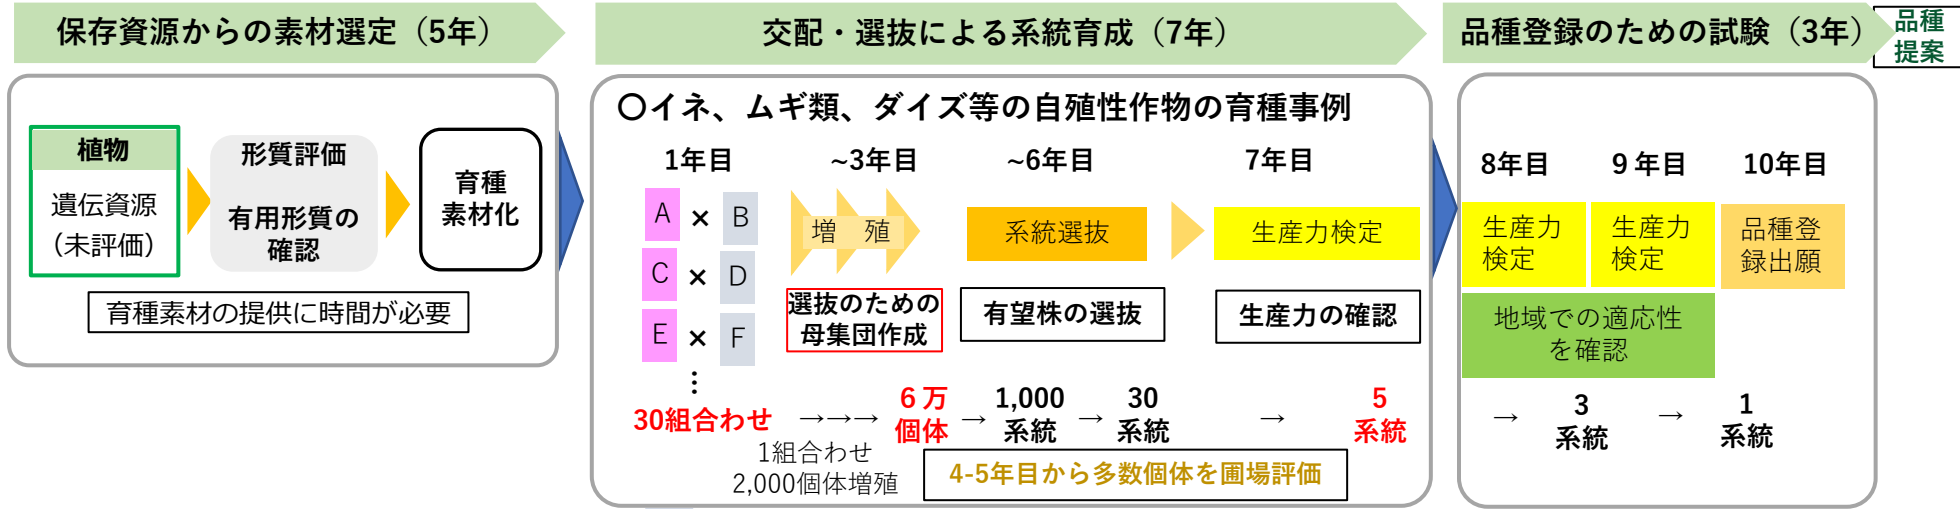 保存資源からの素材選定（5年）
交配・選抜による系統育成（7年）
品種登録のための試験（3年）
品種
提案
植物
遺伝資源
（未評価）
形質評価
有用形質の
確認
育種
素材化
育種素材の提供に時間が必要
〇イネ、ムギ類、ダイズ等の自殖性作物の育種事例
1年目
~3年目
~6年目
7年目
A × B
C × D
E × F
⋮
30組合わせ
増 殖
系統選抜
生産力検定
選抜のための
母集団作成
有望株の選抜
生産力の確認
→→→
６万
個体
→
1,000
系統
→
30
系統
→
5
系統
1組合わせ
2,000個体増殖
4-5年目から多数個体を圃場評価
8年目
９年目
10年目
生産力
検定
生産力
検定
品種登
録出願
地域での適応性
を確認
→
3
系統
→
1
系統